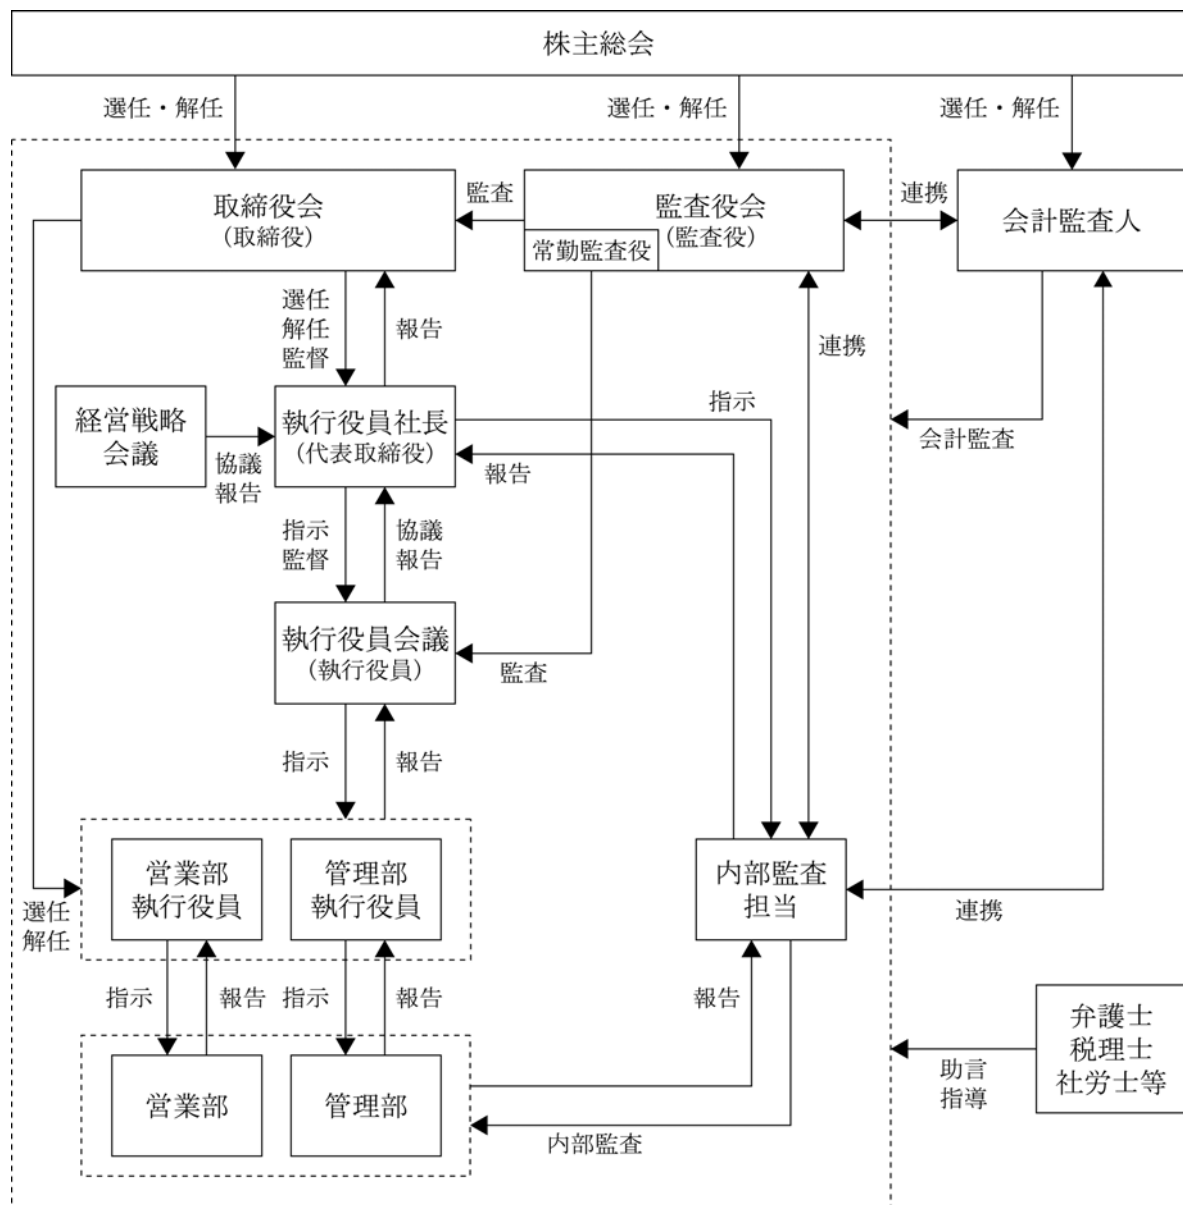 株主総会
選任・解任
選任・解任
選任・解任
取締役会
(取締役)
監査
監査役会
(監査役)
常勤監査役
連携
会計監査人
選任
解任
監督
報告
連携
経営戦略
会議
協議
報告
執行役員社長
(代表取締役)
指示
報告
会計監査
指示
監督
協議
報告
執行役員会議
(執行役員)
監査
指示
報告
営業部
執行役員
管理部
執行役員
内部監査
担当
選任
解任
連携
指示
報告
指示
報告
報告
弁護士
税理士
社労士等
助言
指導
営業部
管理部
内部監査